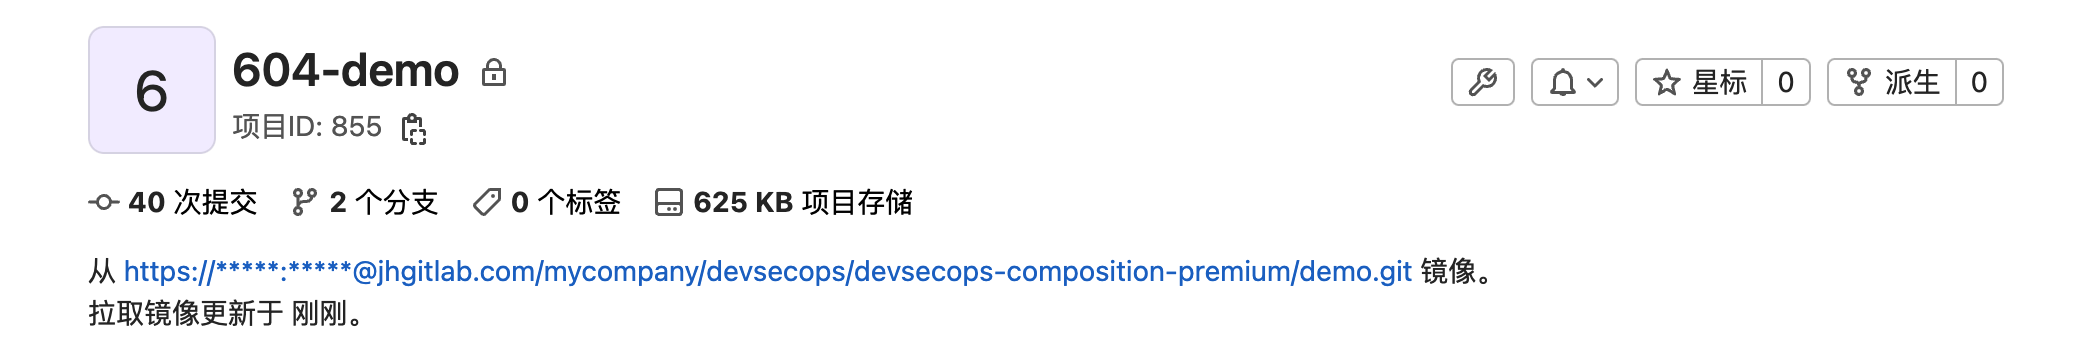 6
604-demo
项目ID: 855
星标 0 派生 0
40 次提交 2 个分支 0 个标签 625 KB 项目存储
从 https://*****:*****@jhgitlab.com/mycompany/devsecops/devsecops-composition-premium/demo.git 镜像。
拉取镜像更新于 刚刚。